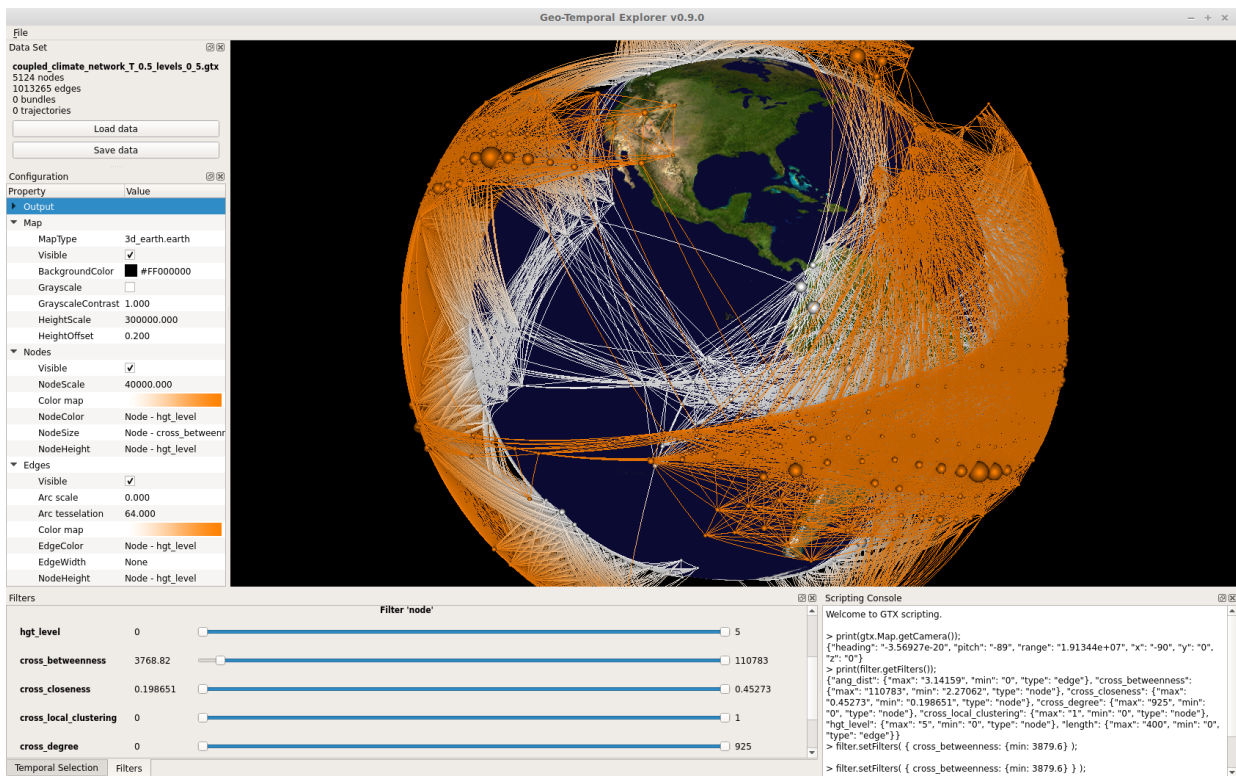 Geo-Temporal Explorer v0.9.0
File
Data Set
coupled_climate_network_T_0.5_levels_0_5.gtx
5124 nodes
1013265 edges
0 bundles
0 trajectories
Load data
Save data
Configuration
Property Value
Output
Map
MapType 3d_earth.earth
Visible
BackgroundColor #FF000000
Grayscale
GrayscaleContrast 1.000
HeightScale 300000.000
HeightOffset 0.200
Nodes
Visible
NodeScale 40000.000
Color map
NodeColor Node - hgt_level
NodeSize Node - cross_betweenn
NodeHeight Node - hgt_level
Edges
Visible
Arc scale 0.000
Arc tesselation 64.000
Color map
EdgeColor Node - hgt_level
EdgeWidth None
NodeHeight Node - hgt_level
Filters
Filter 'node'
hgt_level 0 5
cross_betweenness 3768.82 110783
cross_closeness 0.198651 0.45273
cross_local_clustering 0 1
cross_degree 0 925
Temporal Selection Filters
Scripting Console
Welcome to GTX scripting.
> print(gtx.Map.getCamera());
{"heading": "-3.56927e-20", "pitch": "-89", "range": "1.91344e+07", "x": "-90", "y": "0",
"z": "0"}
> print(filter.getFilters());
{"ang_dist": {"max": "3.14159", "min": "0", "type": "edge"}, "cross_betweenness":
{"max": "110783", "min": "2.27062", "type": "node"}, "cross_closeness": {"max":
"0.45273", "min": "0.198651", "type": "node"}, "cross_degree": {"max": "925", "min":
"0", "type": "node"}, "cross_local_clustering": {"max": "1", "min": "0", "type": "node"},
"hgt_level": {"max": "5", "min": "0", "type": "node"}, "length": {"max": "400", "min": "0",
"type": "edge"}}
> filter.setFilters( { cross_betweenness: {min: 3879.6} );
> filter.setFilters( { cross_betweenness: {min: 3879.6} } );